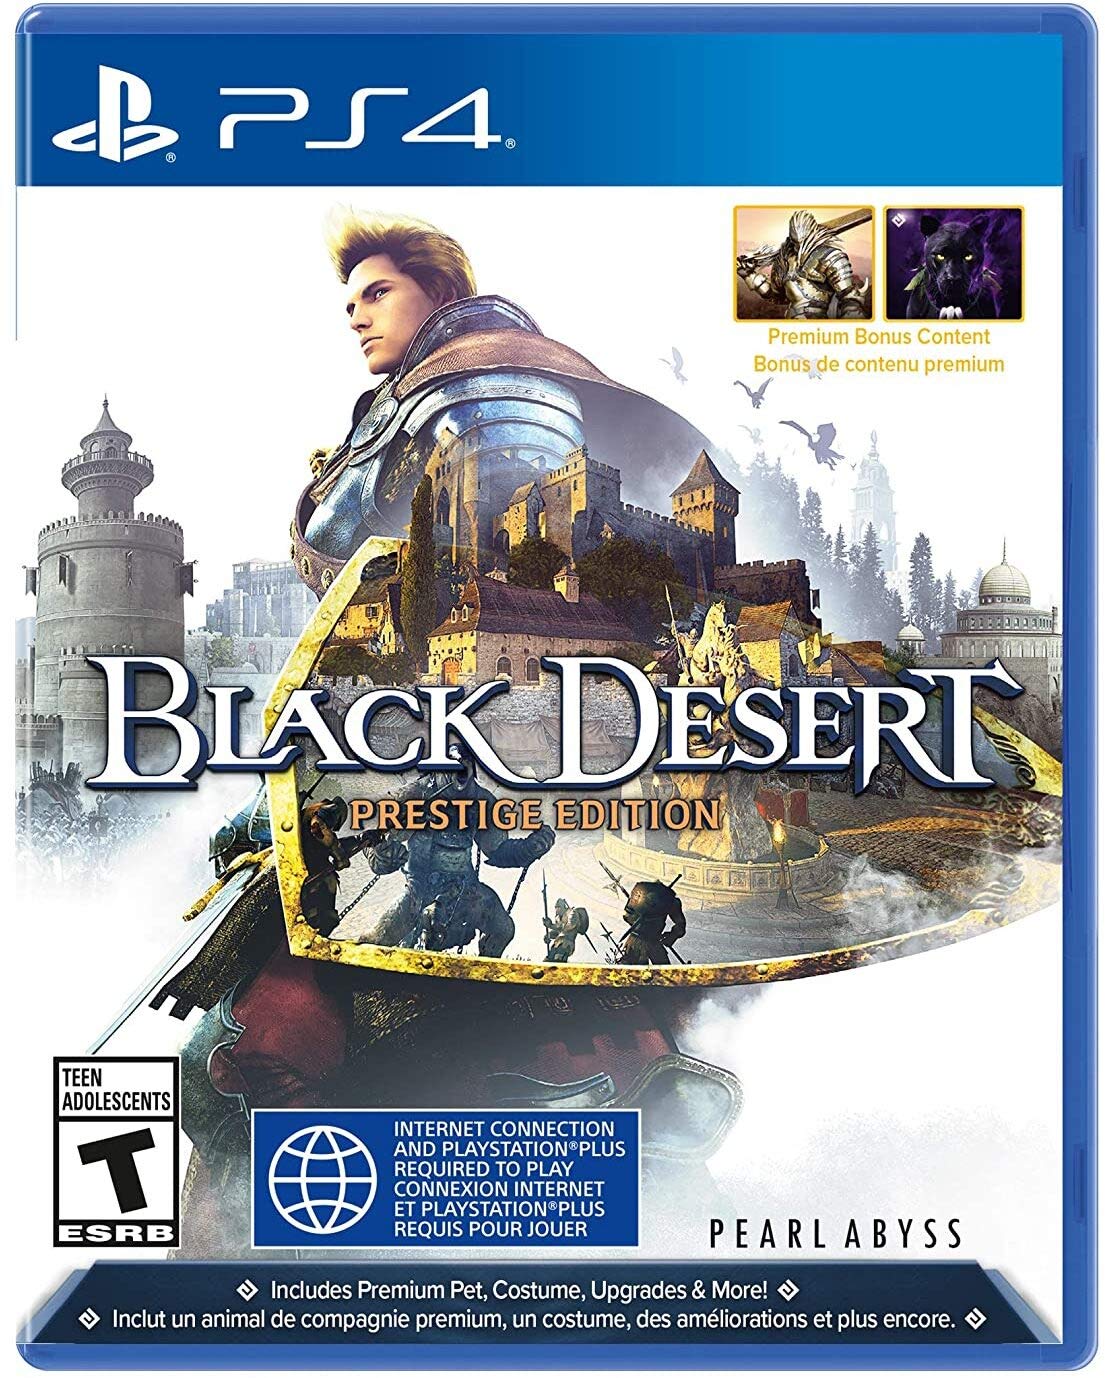 PS4®
Premium Bonus Content
Bonus de contenu premium
BLACK DESERT
PRESTIGE EDITION
TEEN
ADOLESCENTS
T
ESRB
INTERNET CONNECTION
AND PLAYSTATION®PLUS
REQUIRED TO PLAY
CONNEXION INTERNET
ET PLAYSTATION®PLUS
REQUIS POUR JOUER
PEARL ABYSS
Includes Premium Pet, Costume, Upgrades & More!
Inclut un animal de compagnie premium, un costume, des améliorations et plus encore.